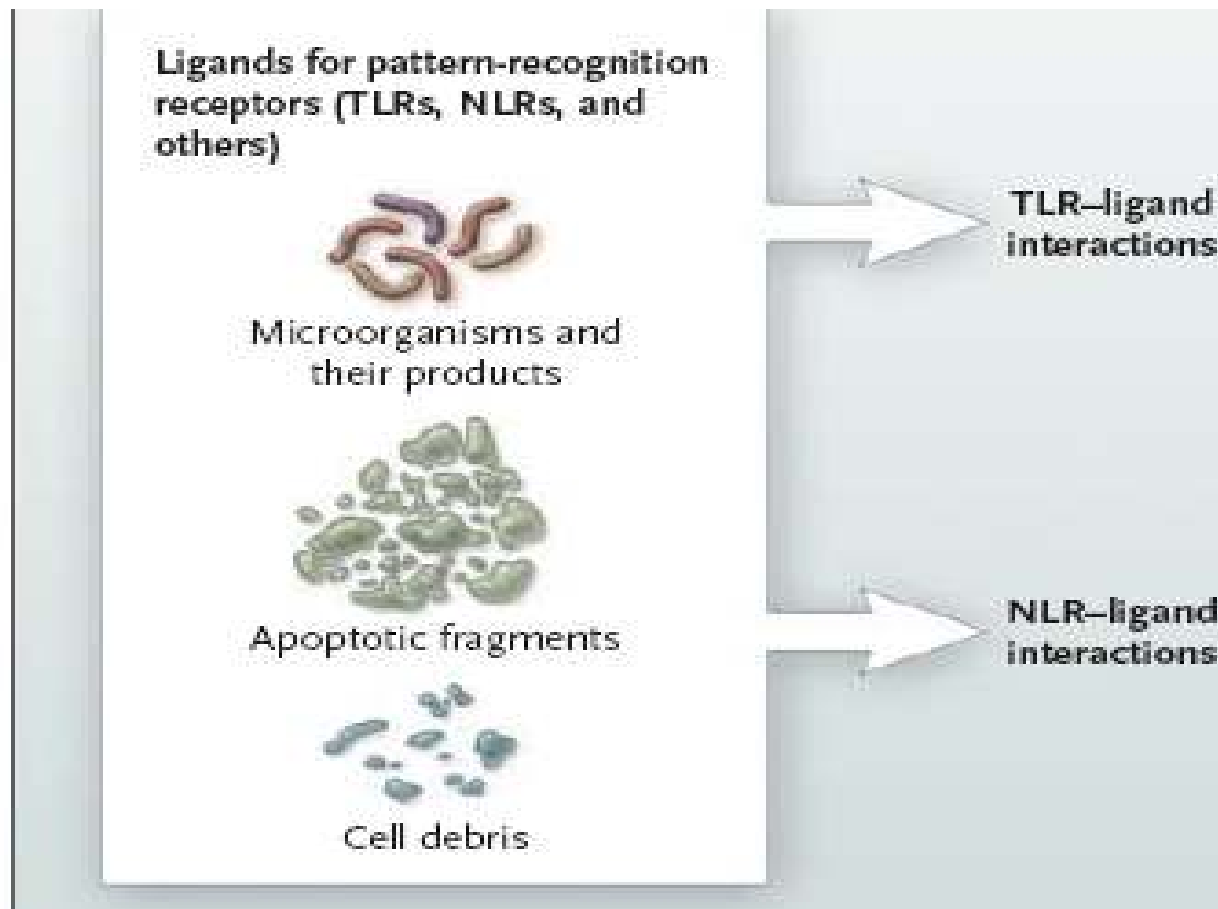 Ligands for pattern-recognition
receptors (TLRs, NLRs, and
others)
Microorganisms and
their products
Apoptotic fragments
Cell debris
TLR–ligand
interactions
NLR–ligand
interactions